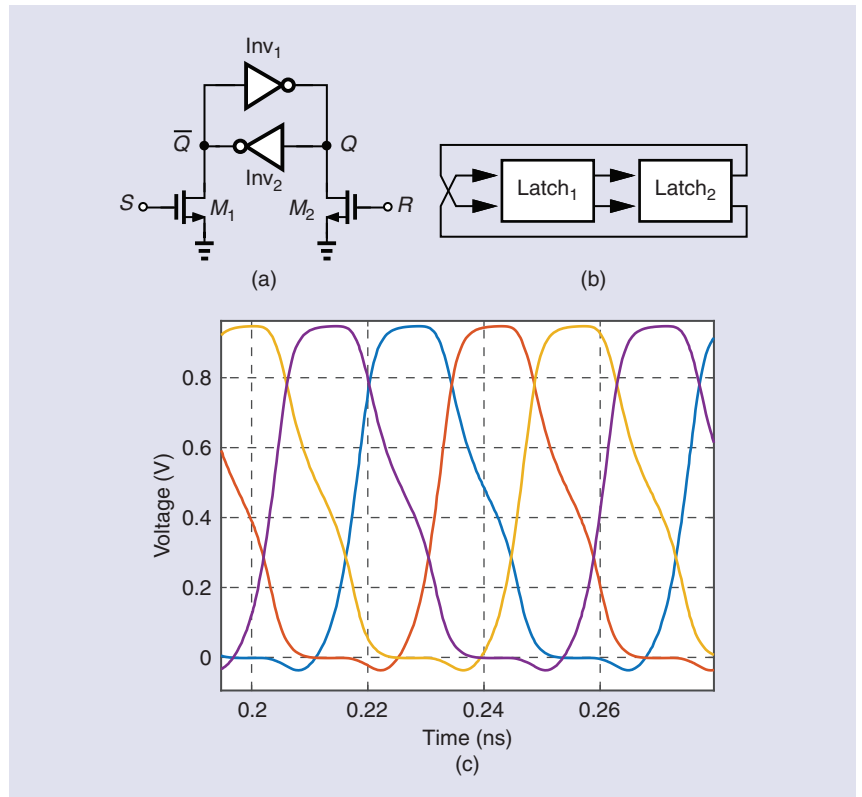 Inv₁
Q̅
Q
Inv₂
S
M₁
M₂
R
(a)
Latch₁
Latch₂
(b)
Voltage (V)
0.8
0.6
0.4
0.2
0
0.2
0.22
0.24
0.26
Time (ns)
(c)